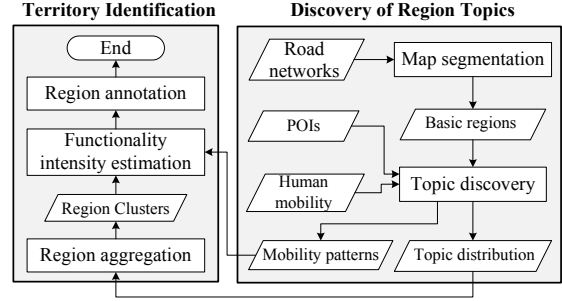 Territory Identification
End
Region annotation
Functionality
intensity estimation
Region Clusters
Region aggregation
Discovery of Region Topics
Road
networks
Map segmentation
POIs
Basic regions
Human
mobility
Topic discovery
Mobility patterns
Topic distribution